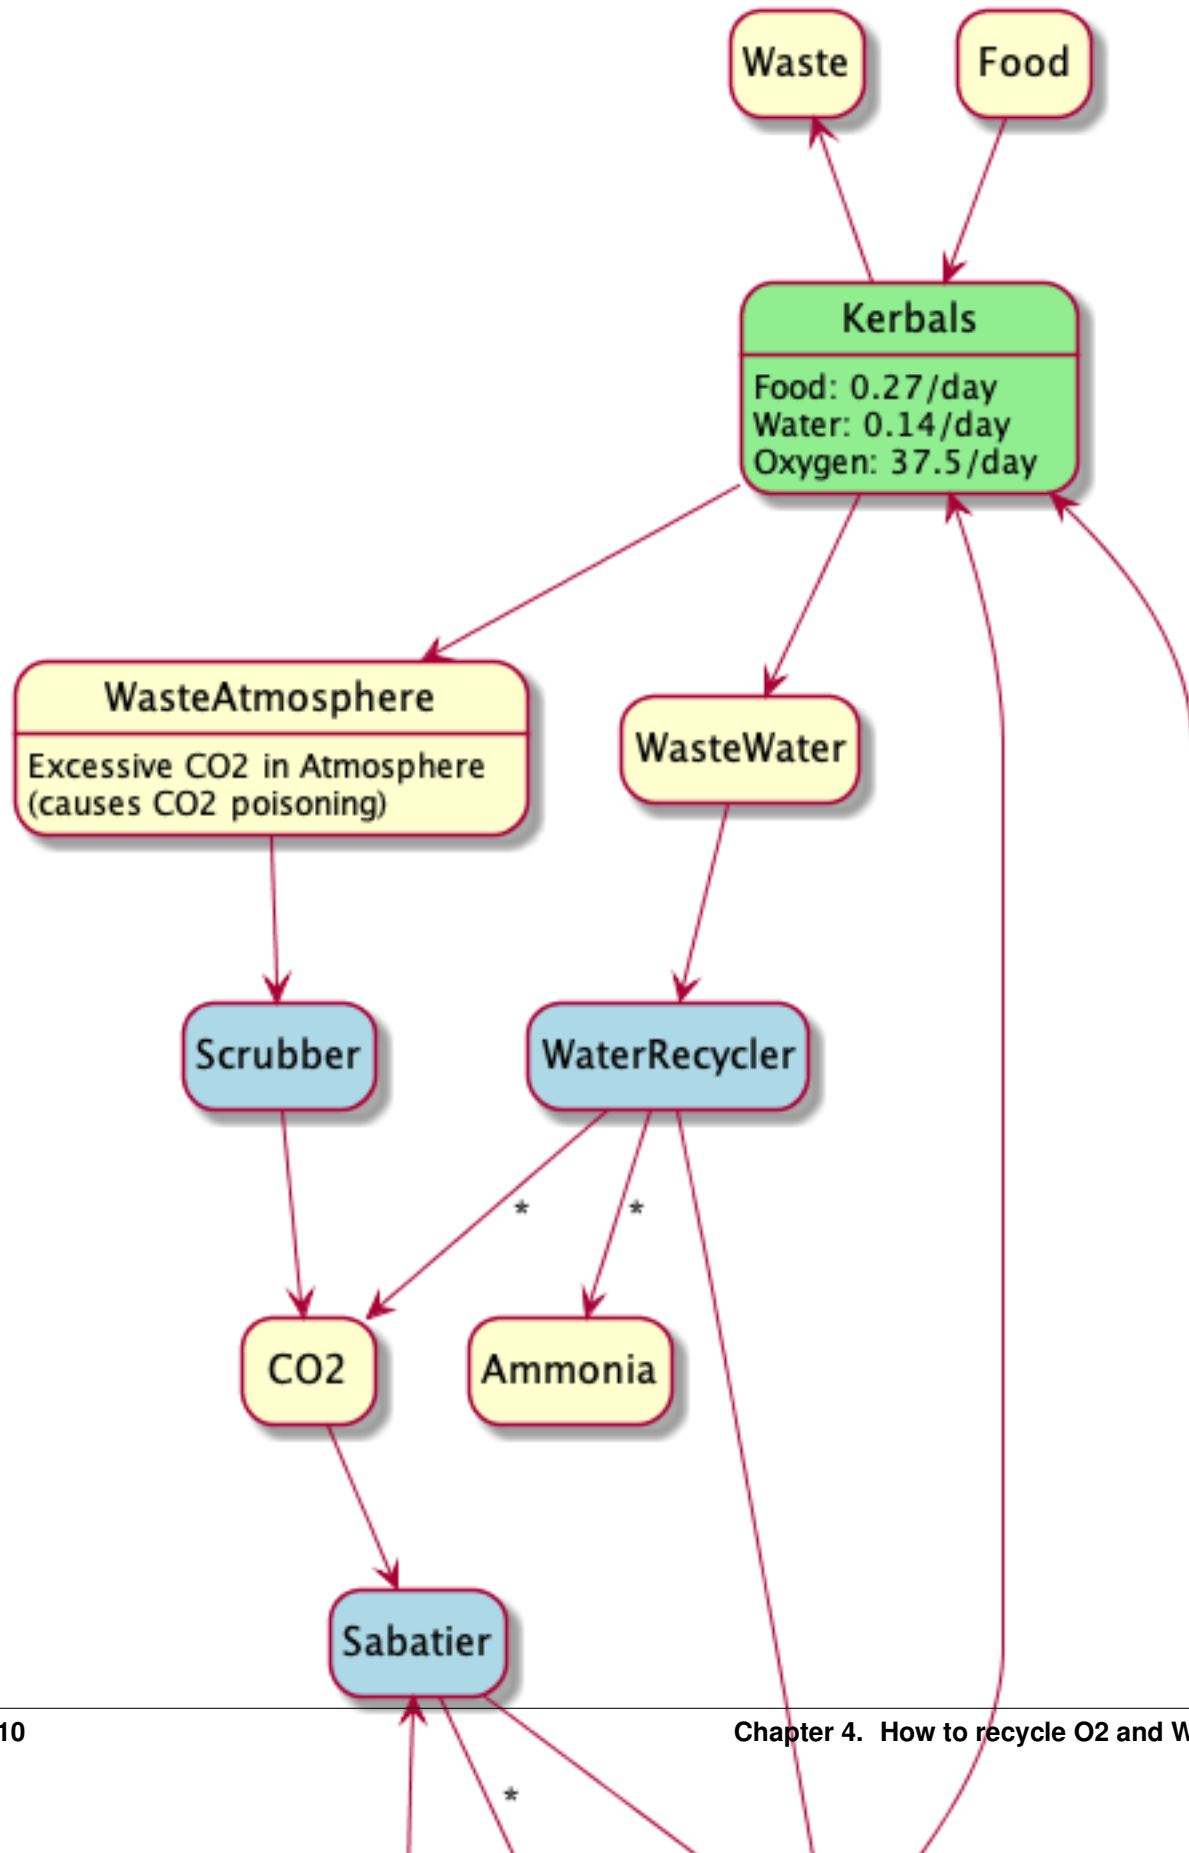 Waste
Food
Kerbals
Food: 0.27/day
Water: 0.14/day
Oxygen: 37.5/day
WasteAtmosphere
Excessive CO2 in Atmosphere
(causes CO2 poisoning)
WasteWater
Scrubber
WaterRecycler
*
*
CO2
Ammonia
Sabatier
10
Chapter 4. How to recycle O2 and W
*